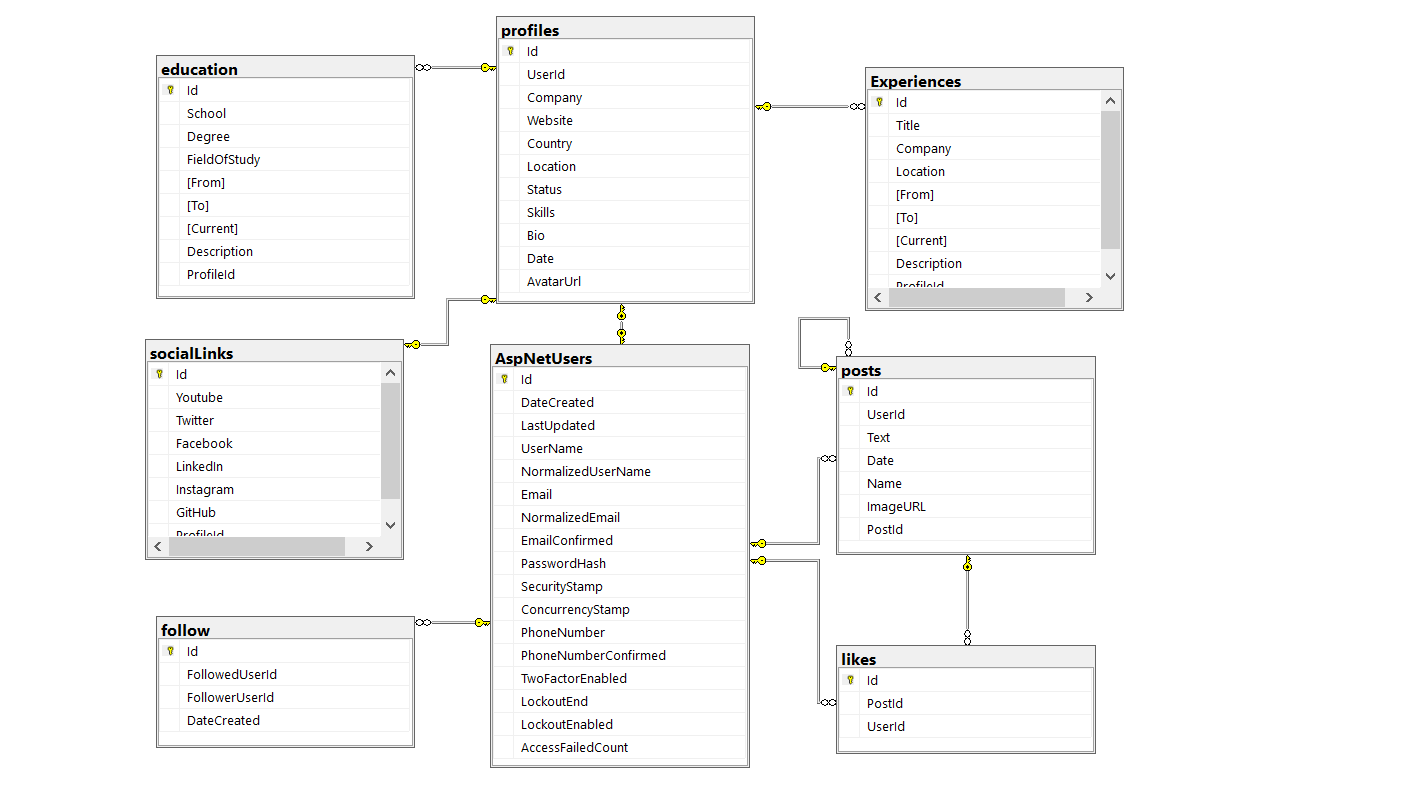 profiles
Id
UserId
Company
Website
Country
Location
Status
Skills
Bio
Date
AvatarUrl
education
Id
School
Degree
FieldOfStudy
[From]
[To]
[Current]
Description
ProfileId
Experiences
Id
Title
Company
Location
[From]
[To]
[Current]
Description
ProfileId
socialLinks
Id
Youtube
Twitter
Facebook
LinkedIn
Instagram
GitHub
ProfileId
AspNetUsers
Id
DateCreated
LastUpdated
UserName
NormalizedUserName
Email
NormalizedEmail
EmailConfirmed
PasswordHash
SecurityStamp
ConcurrencyStamp
PhoneNumber
PhoneNumberConfirmed
TwoFactorEnabled
LockoutEnd
LockoutEnabled
AccessFailedCount
posts
Id
UserId
Text
Date
Name
ImageURL
PostId
follow
Id
FollowedUserId
FollowerUserId
DateCreated
likes
Id
PostId
UserId